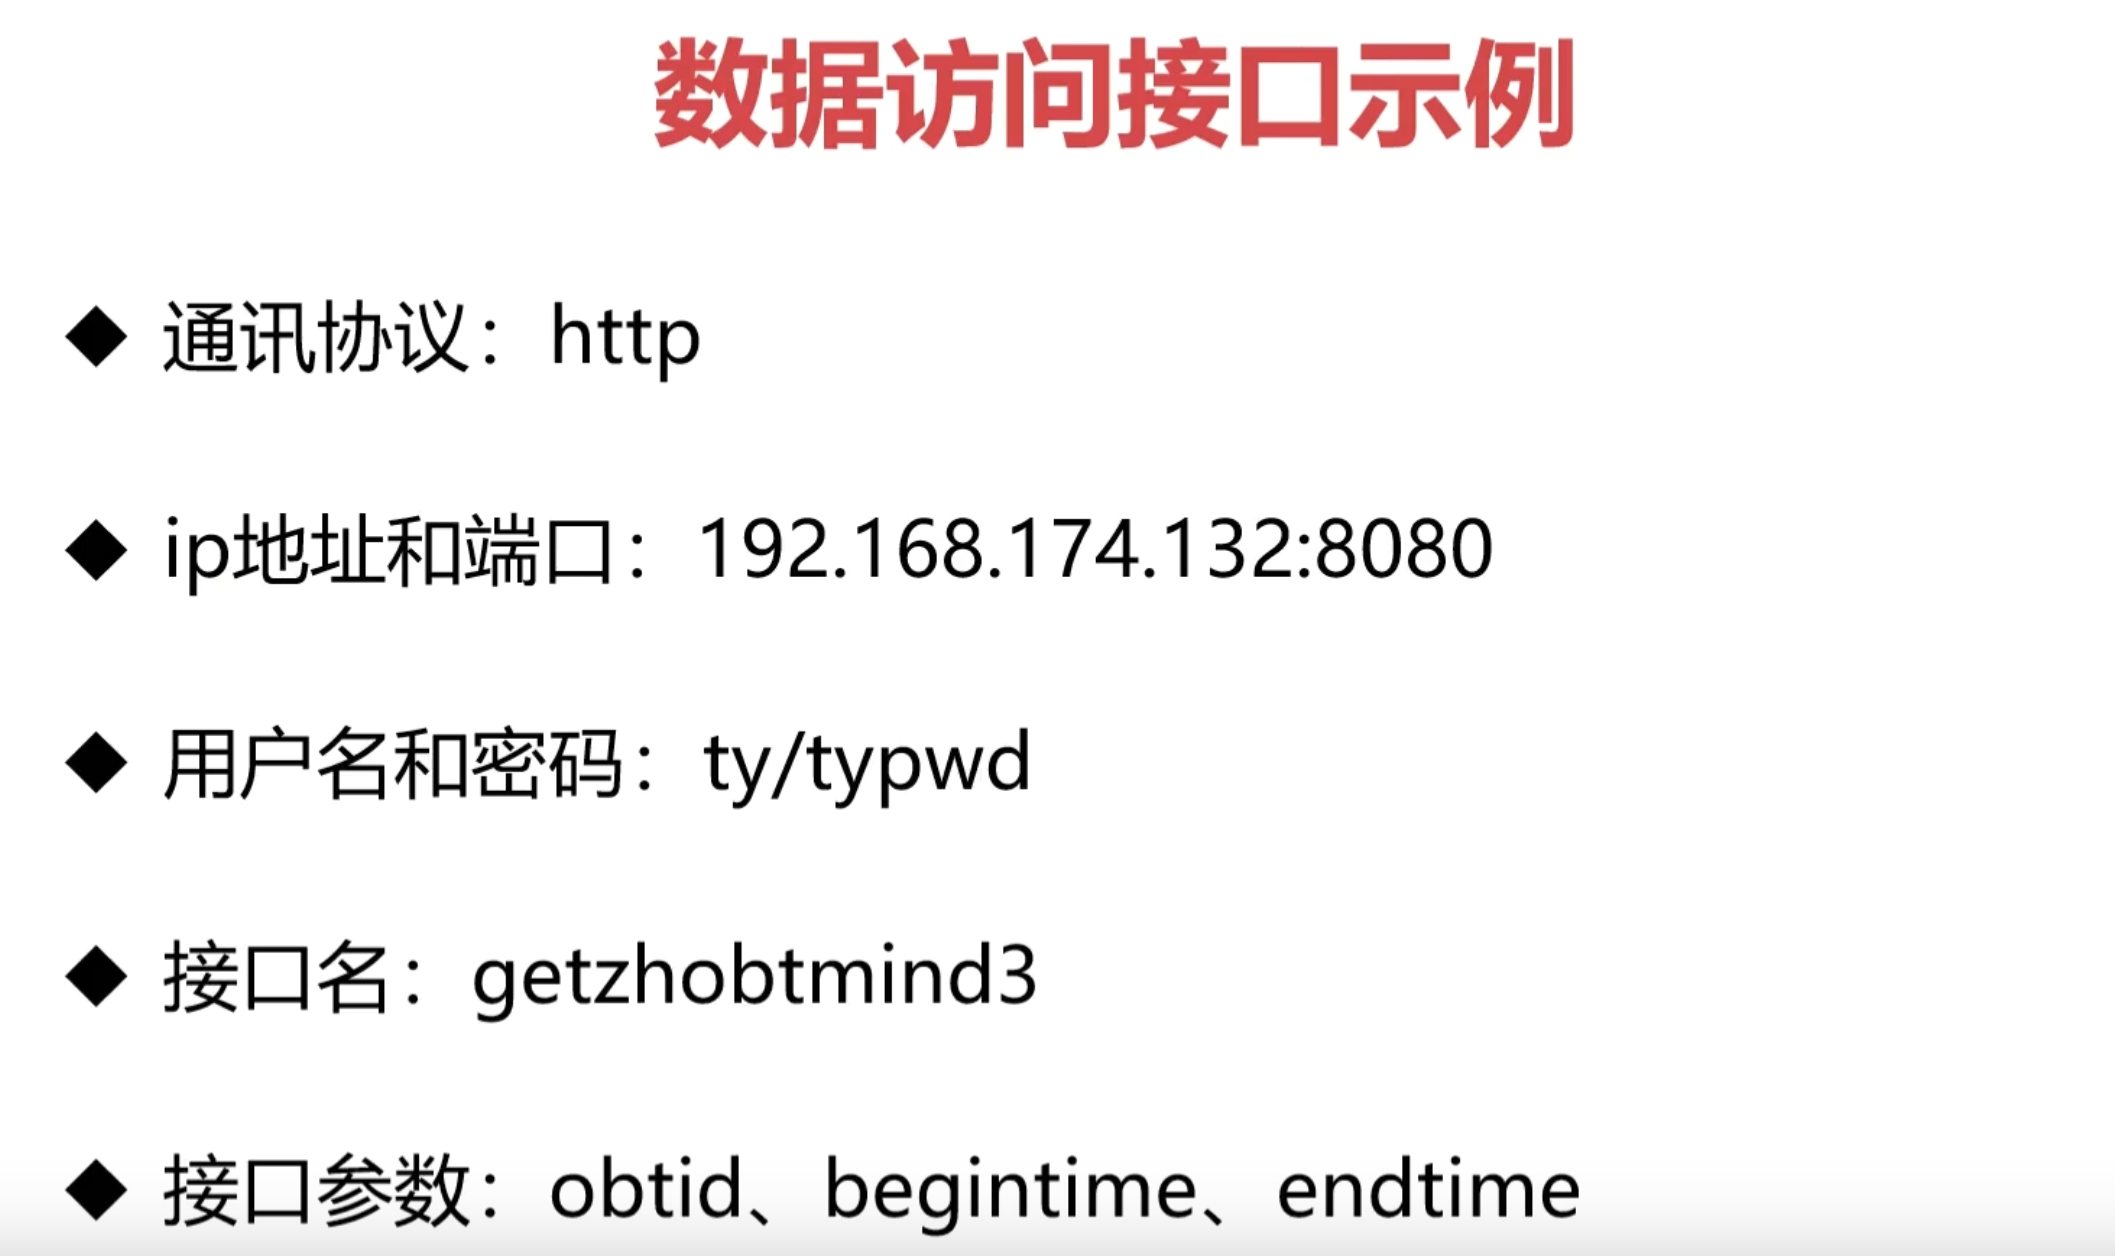 数据访问接口示例
◆ 通讯协议：http
◆ ip地址和端口：192.168.174.132:8080
◆ 用户名和密码：ty/typwd
◆ 接口名：getzhobtmind3
◆ 接口参数：obtid、begintime、endtime